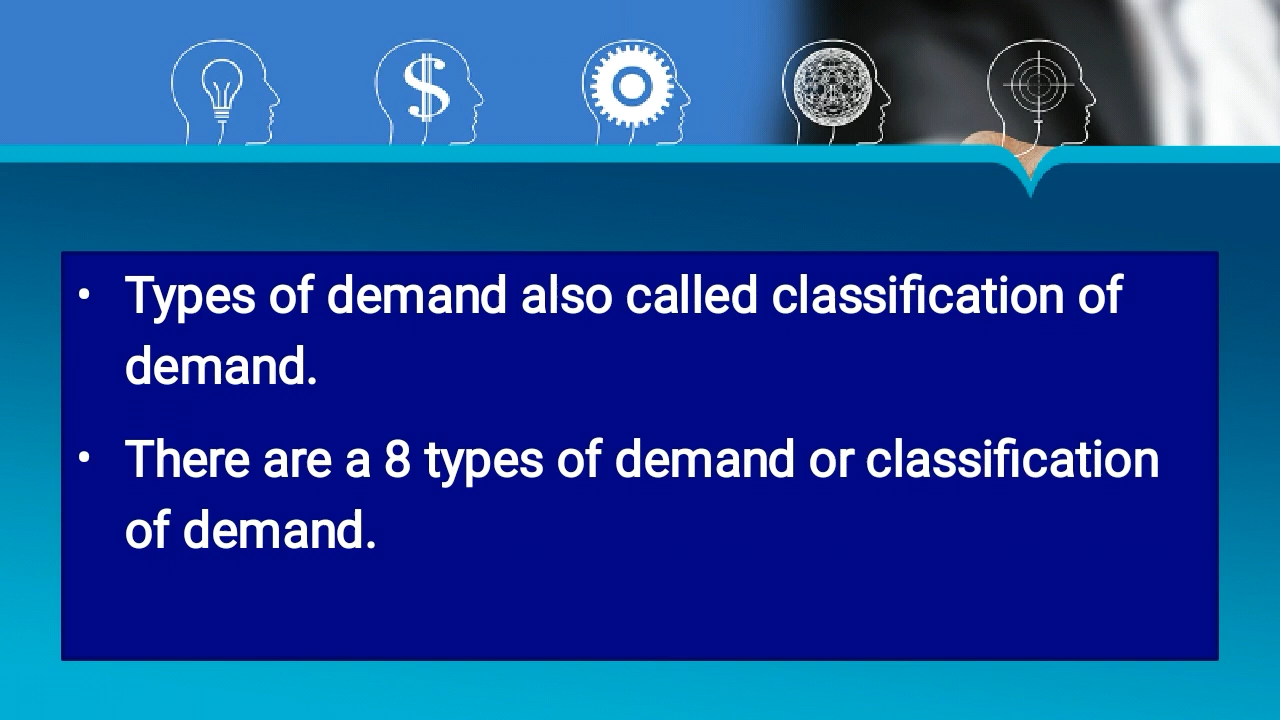 • Types of demand also called classification of
demand.
• There are a 8 types of demand or classification
of demand.